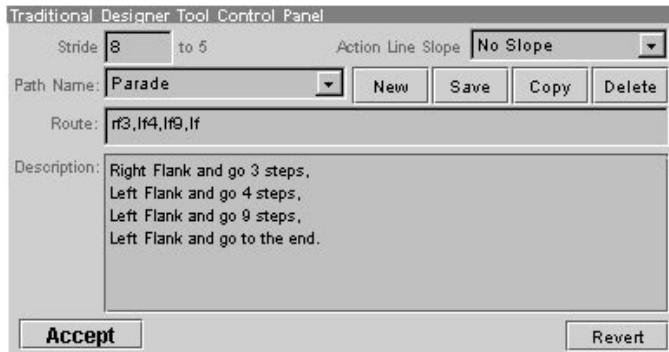 Traditional Designer Tool Control Panel
Stride 8 to 5 Action Line Slope No Slope
Path Name: Parade New Save Copy Delete
Route: rf3,lf4,lf9,lf
Description: Right Flank and go 3 steps,
Left Flank and go 4 steps,
Left Flank and go 9 steps,
Left Flank and go to the end.
Accept Revert